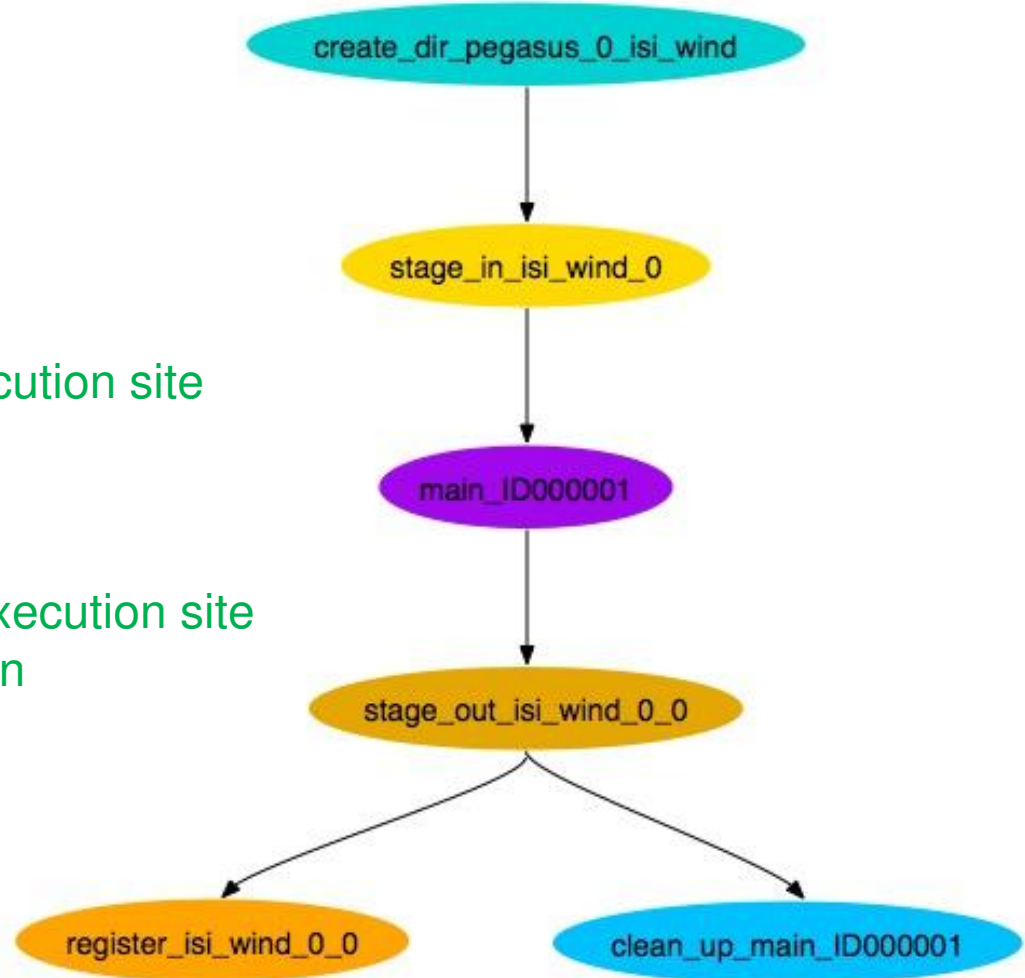 create_dir_pegasus_0_isi_wind
stage_in_isi_wind_0
cution site
main_ID000001
xecution site
n
stage_out_isi_wind_0_0
register_isi_wind_0_0
clean_up_main_ID000001